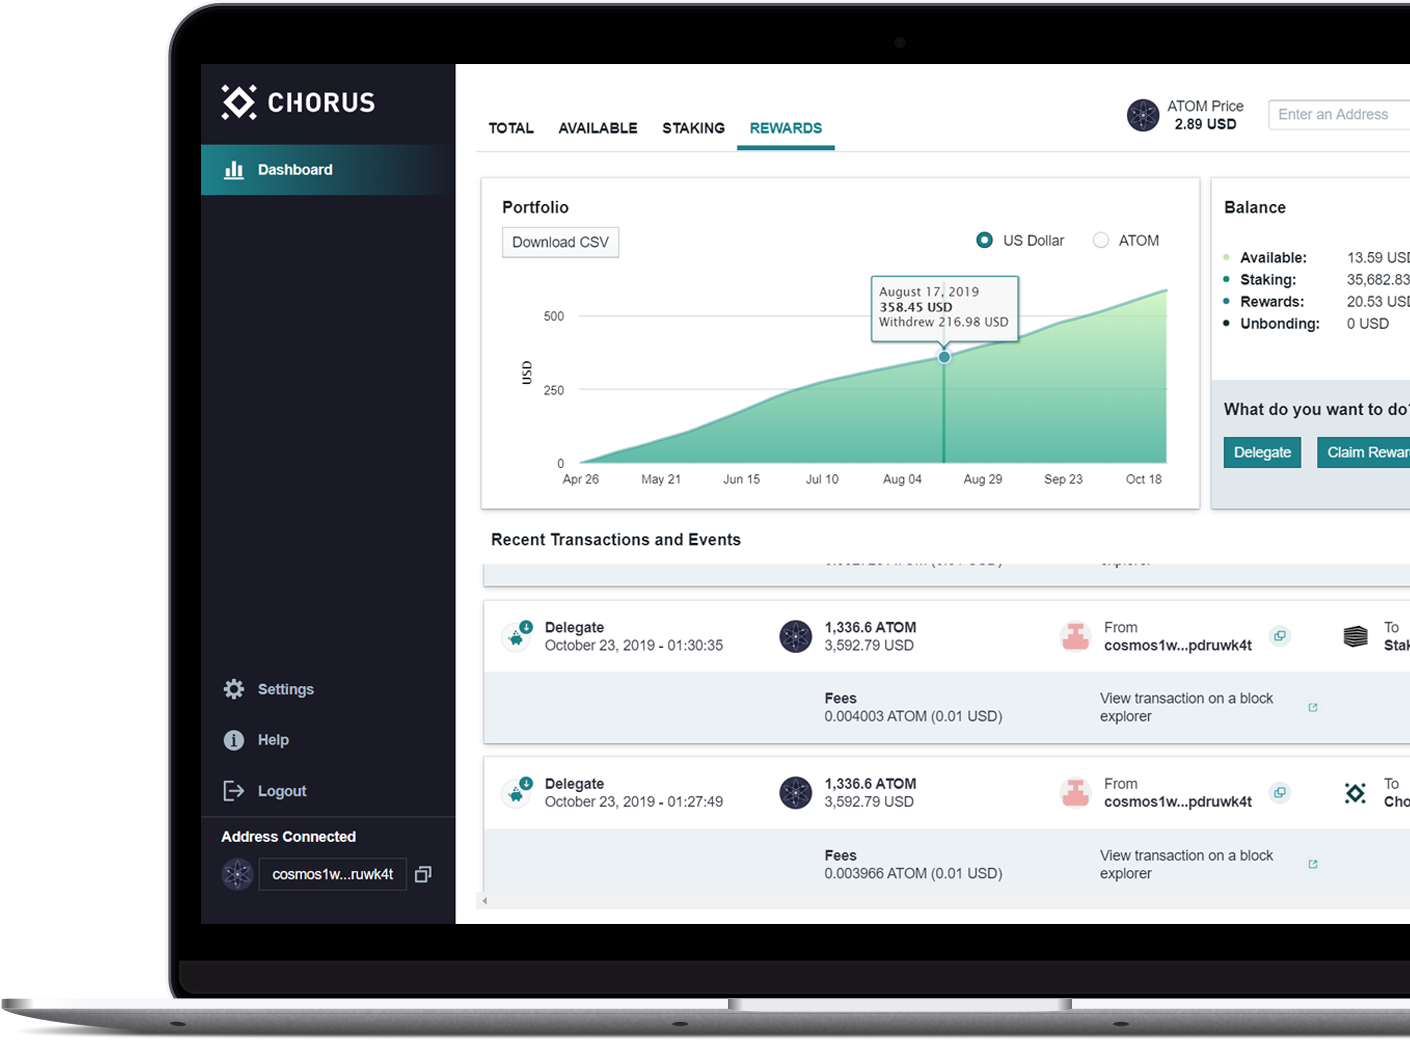 CHORUS
Dashboard
Settings
Help
Logout
Address Connected
cosmos1w...ruwk4t
TOTAL AVAILABLE STAKING REWARDS
ATOM Price
2.89 USD
Enter an Address
Portfolio
Download CSV
US Dollar ATOM
August 17, 2019
358.45 USD
Withdrew 216.98 USD
USD
500
250
0
Apr 26 May 21 Jun 15 Jul 10 Aug 04 Aug 29 Sep 23 Oct 18
Balance
Available: 13.59 USD
Staking: 35,682.83
Rewards: 20.53 USD
Unbonding: 0 USD
What do you want to do?
Delegate Claim Rewar
Recent Transactions and Events
Delegate
October 23, 2019 - 01:30:35
1,336.6 ATOM
3,592.79 USD
From
cosmos1w...pdruwk4t
To
Stak
Fees
0.004003 ATOM (0.01 USD)
View transaction on a block
explorer
Delegate
October 23, 2019 - 01:27:49
1,336.6 ATOM
3,592.79 USD
From
cosmos1w...pdruwk4t
To
Cho
Fees
0.003966 ATOM (0.01 USD)
View transaction on a block
explorer